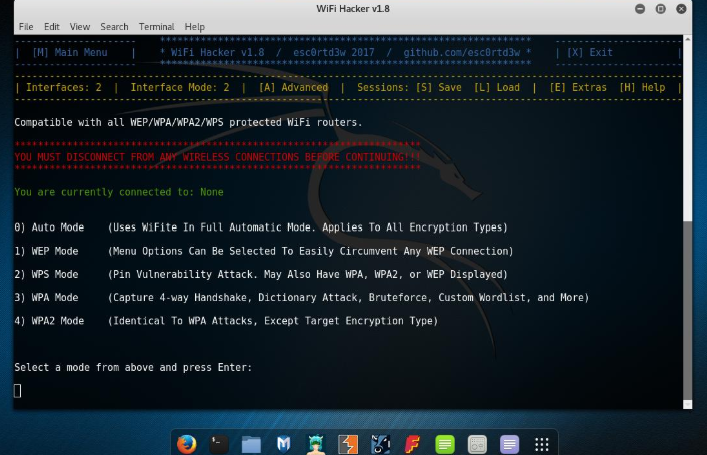 WiFi Hacker v1.8
File Edit View Search Terminal Help
--------------------- **************************************************************** ----------------------
| [M] Main Menu | * WiFi Hacker v1.8 / esc0rtd3w 2017 / github.com/esc0rtd3w * | [X] Exit |
--------------------- **************************************************************** ----------------------
| Interfaces: 2 | Interface Mode: 2 | [A] Advanced | Sessions: [S] Save [L] Load | [E] Extras [H] Help |
Compatible with all WEP/WPA/WPA2/WPS protected WiFi routers.
**********************************************************************
YOU MUST DISCONNECT FROM ANY WIRELESS CONNECTIONS BEFORE CONTINUING!!!
**********************************************************************
You are currently connected to: None
0) Auto Mode (Uses WiFite In Full Automatic Mode. Applies To All Encryption Types)
1) WEP Mode (Menu Options Can Be Selected To Easily Circumvent Any WEP Connection)
2) WPS Mode (Pin Vulnerability Attack. May Also Have WPA, WPA2, or WEP Displayed)
3) WPA Mode (Capture 4-way Handshake, Dictionary Attack, Bruteforce, Custom Wordlist, and More)
4) WPA2 Mode (Identical To WPA Attacks, Except Target Encryption Type)
Select a mode from above and press Enter: